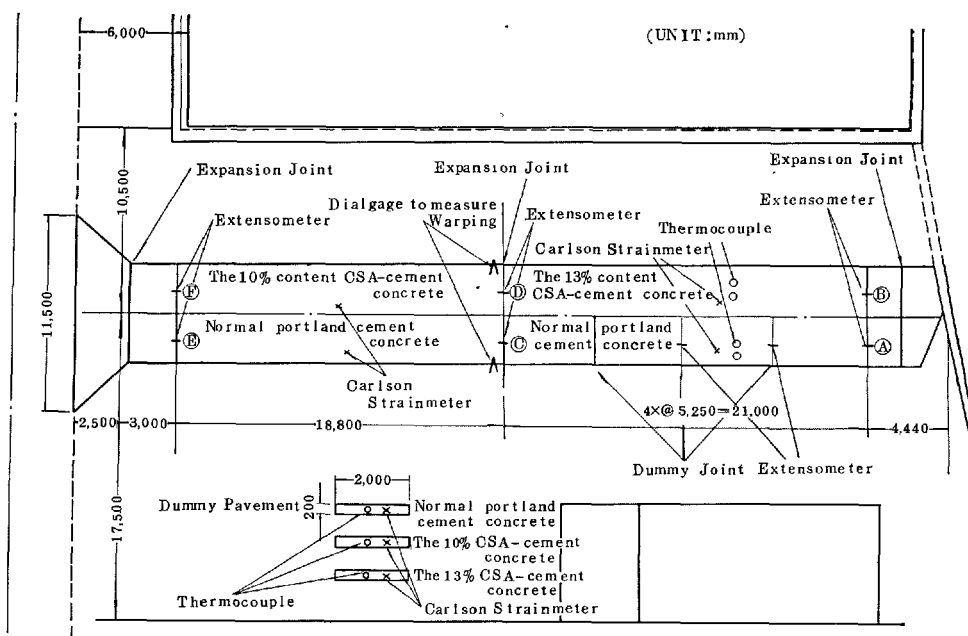 6,000
(UNIT:mm)
Expansion Joint
Expansion Joint
Expansion Joint
10,500
Extensometer
Dialgage to measure
Warping
Extensometer
Extensometer
Thermocouple
Carlson Strainmeter
The 10% content CSA-cement
concrete
The 13% content
CSA-cement concrete
F
D
B
11,500
Normal portland cement
concrete
Normal portland
cement concrete
E
C
A
Carlson
Strainmeter
4×@ 5,250=21,000
2,500
3,000
18,800
4,440
Dummy Joint
Extensometer
2,000
Dummy Pavement
200
Normal portland
cement concrete
17,500
The 10% CSA-cement
concrete
The 13% CSA-cement
concrete
Thermocouple
Carlson Strainmeter